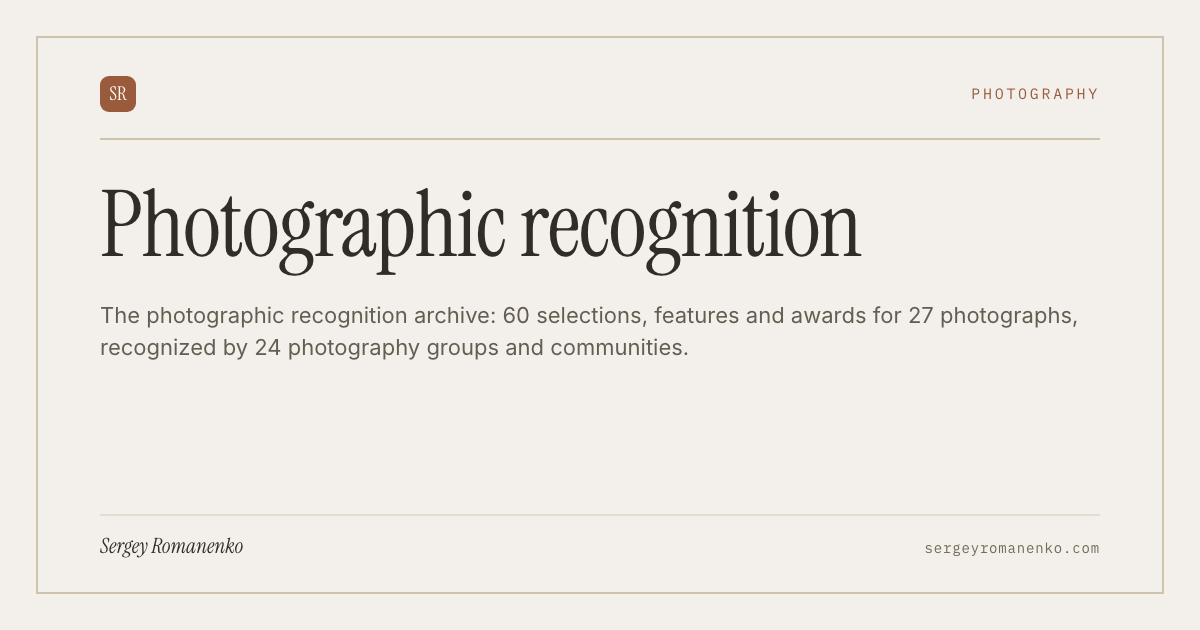 SR
PHOTOGRAPHY
Photographic recognition
The photographic recognition archive: 60 selections, features and awards for 27 photographs,
recognized by 24 photography groups and communities.
Sergey Romanenko
sergeyromanenko.com